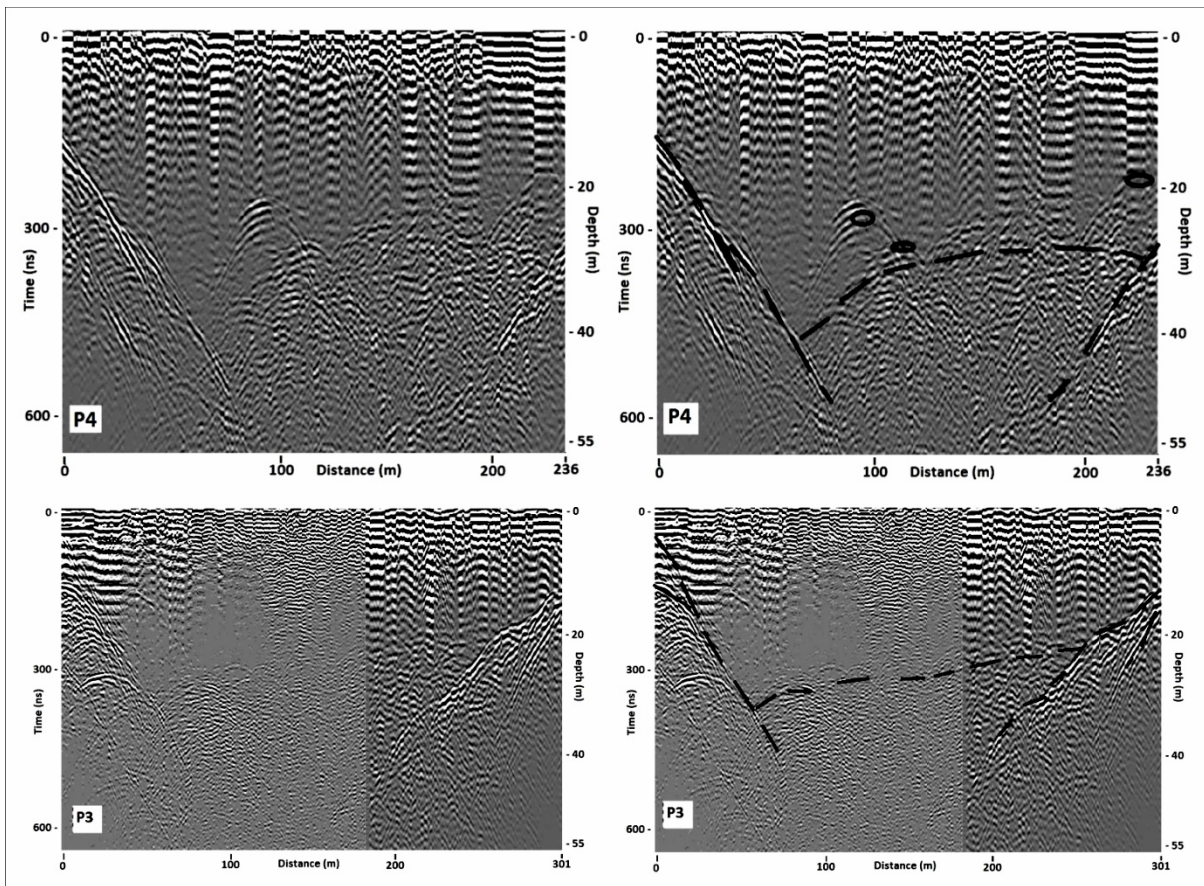 0 -
300 -
600 -
Time (ns)
- 0
- 20
- 40
- 55
Depth (m)
P4
0
100
Distance (m)
200
236
0 -
300 -
600 -
Time (ns)
- 0
- 20
- 40
- 55
Depth (m)
P4
0
100
Distance (m)
200
236
0 -
300 -
600 -
Time (ns)
- 0
- 20
- 40
- 55
Depth (m)
P3
0
100
Distance (m)
200
301
0 -
300 -
600 -
Time (ns)
- 0
- 20
- 40
- 55
Depth (m)
P3
0
100
Distance (m)
200
301